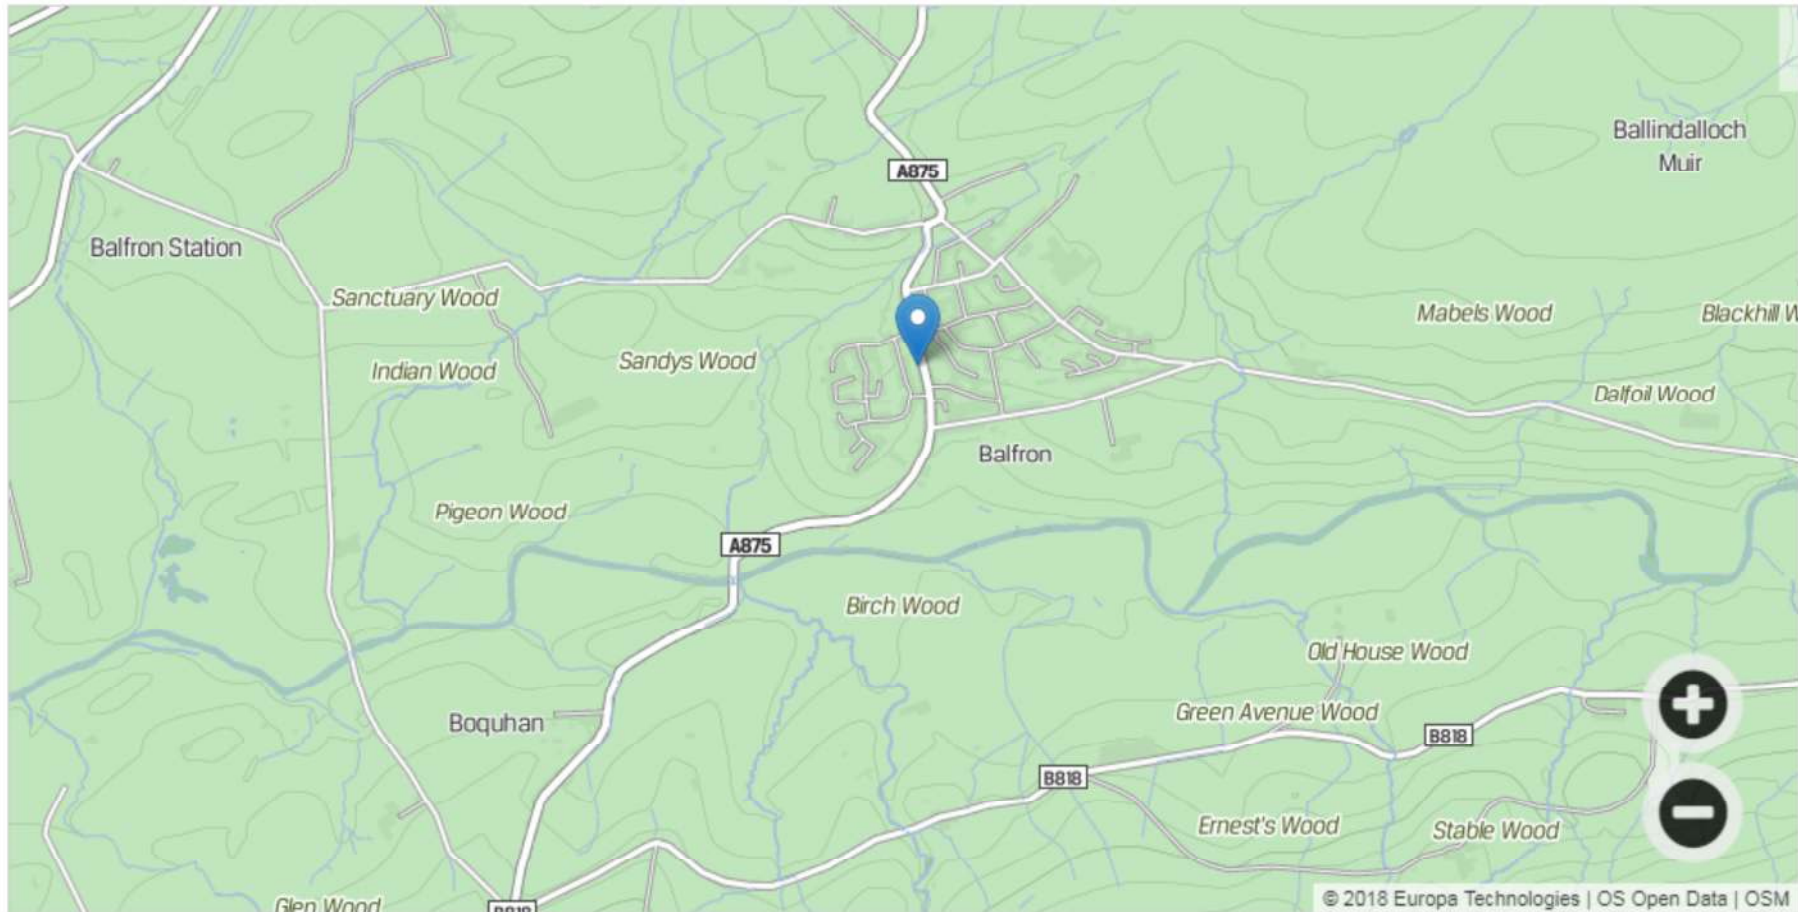 Ballindalloch
Muir
A875
Balfron Station
Sanctuary Wood
Mabels Wood
Blackhill W
Sandys Wood
Indian Wood
Dalfoil Wood
Balfron
Pigeon Wood
A875
Birch Wood
Old House Wood
Green Avenue Wood
Boquhan
B818
B818
Ernest's Wood
Stable Wood
© 2018 Europa Technologies | OS Open Data | OSM
Glen Wood
B818